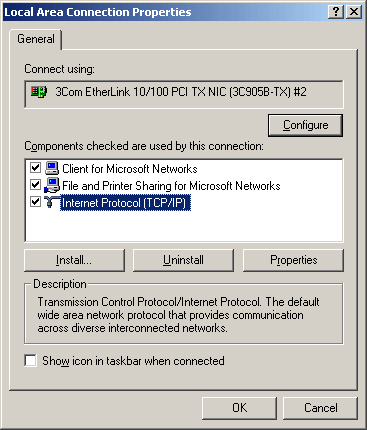 Local Area Connection Properties
General
Connect using:
3Com EtherLink 10/100 PCI TX NIC (3C905B-TX) #2
Configure
Components checked are used by this connection:
Client for Microsoft Networks
File and Printer Sharing for Microsoft Networks
Internet Protocol (TCP/IP)
Install... Uninstall Properties
Description
Transmission Control Protocol/Internet Protocol. The default
wide area network protocol that provides communication
across diverse interconnected networks.
Show icon in taskbar when connected
OK Cancel